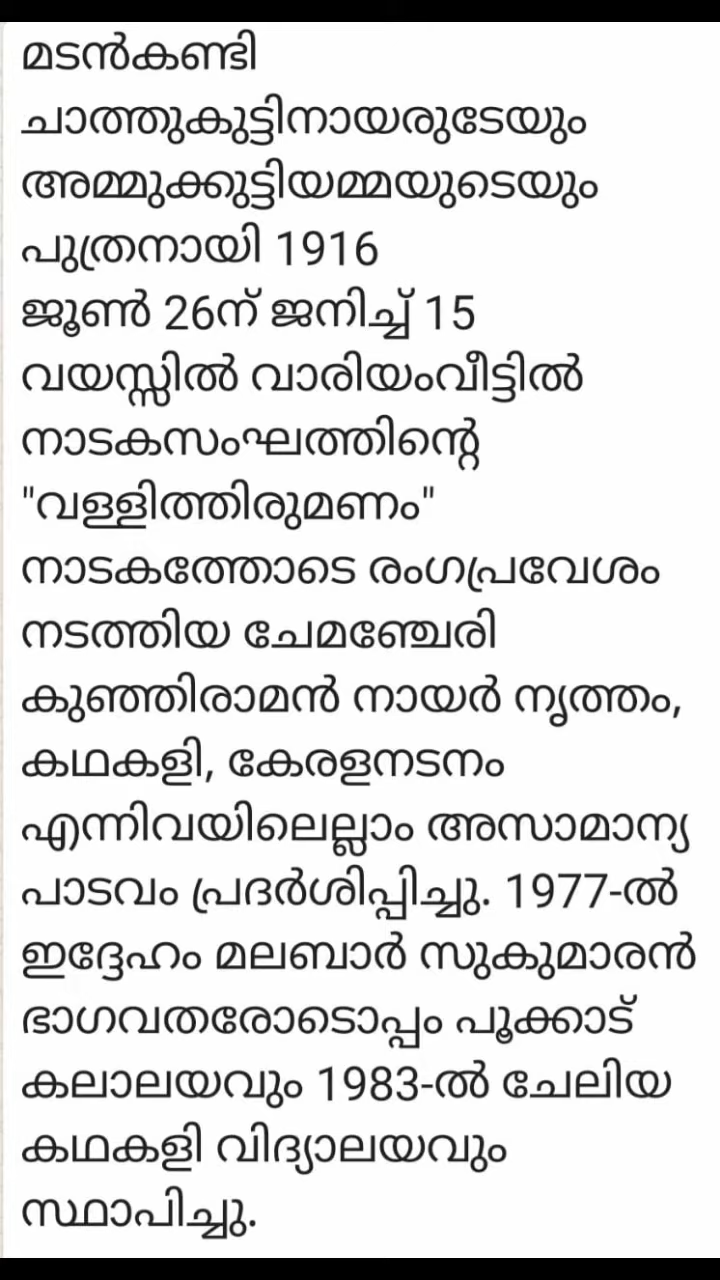 മടൻകണ്ടി
ചാത്തുകുട്ടിനായരുടേയും
അമ്മുക്കുട്ടിയമ്മയുടെയും
പുത്രനായി 1916
ജൂൺ 26ന് ജനിച്ച് 15
വയസ്സിൽ വാരിയംവീട്ടിൽ
നാടകസംഘത്തിന്റെ
"വള്ളിത്തിരുമണം"
നാടകത്തോടെ രംഗപ്രവേശം
നടത്തിയ ചേമഞ്ചേരി
കുഞ്ഞിരാമൻ നായർ നൃത്തം,
കഥകളി, കേരളനടനം
എന്നിവയിലെല്ലാം അസാമാന്യ
പാടവം പ്രദർശിപ്പിച്ചു. 1977-ൽ
ഇദ്ദേഹം മലബാർ സുകുമാരൻ
ഭാഗവതരോടൊപ്പം പൂക്കാട്
കലാലയവും 1983-ൽ ചേലിയ
കഥകളി വിദ്യാലയവും
സ്ഥാപിച്ചു.